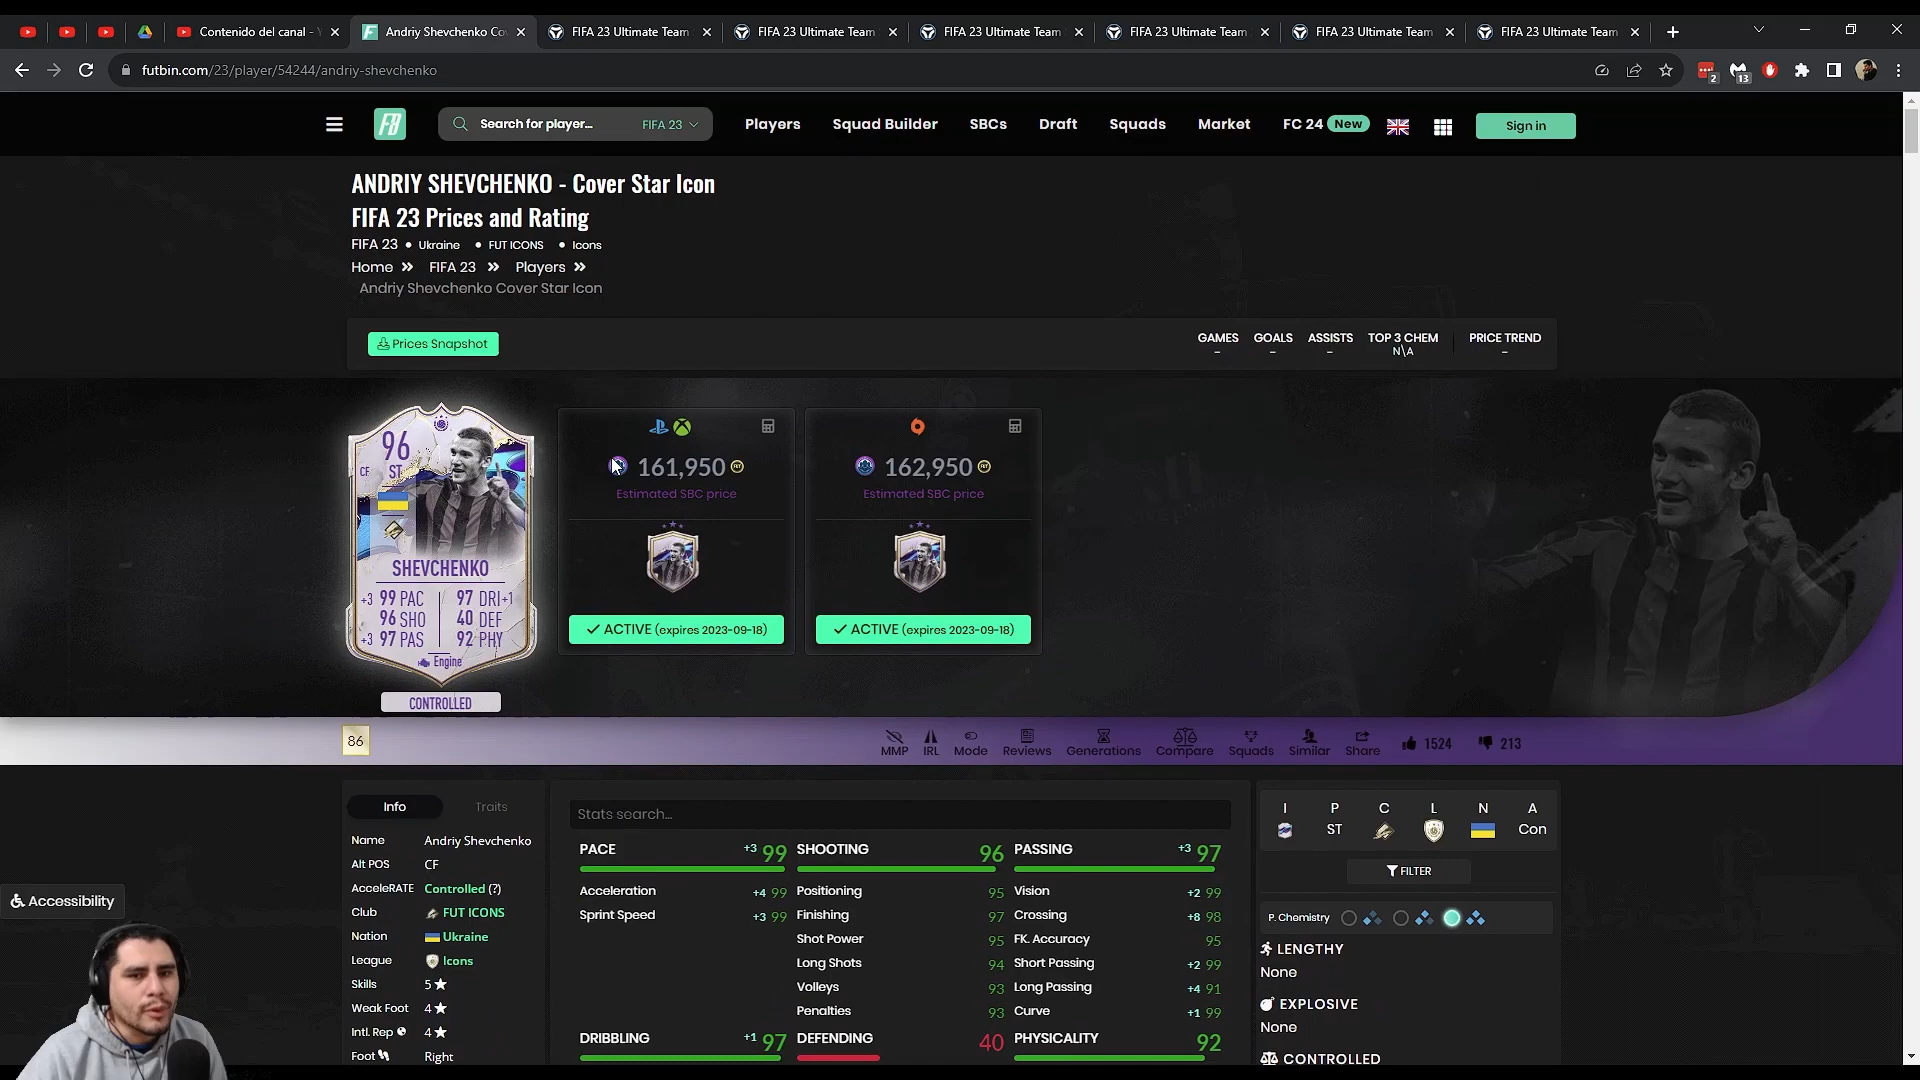 Contenido del canal - Y
Andriy Shevchenko Co
FIFA 23 Ultimate Team
FIFA 23 Ultimate Team
FIFA 23 Ultimate Team
FIFA 23 Ultimate Team
FIFA 23 Ultimate Team
FIFA 23 Ultimate Team
futbin.com/23/player/54244/andriy-shevchenko
2
13
FB
Search for player...
FIFA 23
Players
Squad Builder
SBCs
Draft
Squads
Market
FC 24 New
Sign in
ANDRIY SHEVCHENKO - Cover Star Icon
FIFA 23 Prices and Rating
FIFA 23 • Ukraine • FUT ICONS • Icons
Home » FIFA 23 » Players »
Andriy Shevchenko Cover Star Icon
Prices Snapshot
GAMES
-
GOALS
-
ASSISTS
-
TOP 3 CHEM
N\A
PRICE TREND
-
96
CF ST
SHEVCHENKO
+3 99 PAC 97 DRI+1
96 SHO 40 DEF
+3 97 PAS 92 PHY
Engine
CONTROLLED
161,950
Estimated SBC price
ACTIVE (expires 2023-09-18)
162,950
Estimated SBC price
ACTIVE (expires 2023-09-18)
86
MMP
IRL
Mode
Reviews
Generations
Compare
Squads
Similar
Share
1524
213
Info
Traits
Name Andriy Shevchenko
Alt POS CF
AcceleRATE Controlled (?)
Club FUT ICONS
Nation Ukraine
League Icons
Skills 5
Weak Foot 4
Intl. Rep 4
Foot Right
Stats search...
PACE +3 99
Acceleration +4 99
Sprint Speed +3 99
SHOOTING 96
Positioning 95
Finishing 97
Shot Power 95
Long Shots 94
Volleys 93
Penalties 93
PASSING +3 97
Vision +2 99
Crossing +8 98
FK. Accuracy 95
Short Passing +2 99
Long Passing +4 91
Curve +1 99
DRIBBLING +1 97
DEFENDING 40
PHYSICALITY 92
I P C L N A
ST Con
FILTER
P. Chemistry
LENGTHY
None
EXPLOSIVE
None
CONTROLLED
Accessibility